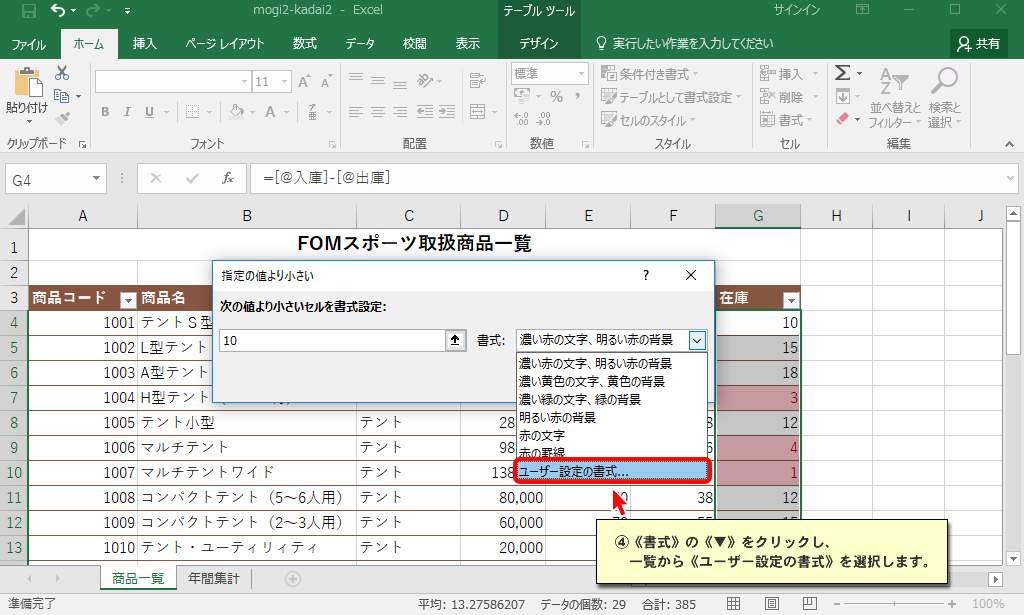 mogi2-kadai2 - Excel
テーブル ツール
サインイン
ファイル ホーム 挿入 ページ レイアウト 数式 データ 校閲 表示 デザイン 実行したい作業を入力してください 共有
貼り付け
クリップボード
11
B I U
フォント
配置
標準
%
数値
条件付き書式
テーブルとして書式設定
セルのスタイル
スタイル
挿入
削除
書式
セル
並べ替えと
フィルター
検索と
選択
編集
G4
fx
=[@入庫]-[@出庫]
A B C D E F G H I J
1 FOMスポーツ取扱商品一覧
2
3 商品コード 商品名 在庫
4 1001 テントS型 10
5 1002 L型テント 15
6 1003 A型テント 18
7 1004 H型テント 3
8 1005 テント小型 テント 28 8 12
9 1006 マルチテント テント 98 6 4
10 1007 マルチテントワイド テント 138 1
11 1008 コンパクトテント（5～6人用） テント 80,000 38 12
12 1009 コンパクトテント（2～3人用） テント 60,000
13 1010 テント・ユーティリィティ テント 20,000
指定の値より小さい
?
次の値より小さいセルを書式設定:
10
書式:
濃い赤の文字、明るい赤の背景
濃い赤の文字、明るい赤の背景
濃い黄色の文字、黄色の背景
濃い緑の文字、緑の背景
明るい赤の背景
赤の文字
赤の罫線
ユーザー設定の書式...
④《書式》の《▼》をクリックし、
一覧から《ユーザー設定の書式》を選択します。
商品一覧 年間集計
準備完了
平均: 13.27586207 データの個数: 29 合計: 385
100%